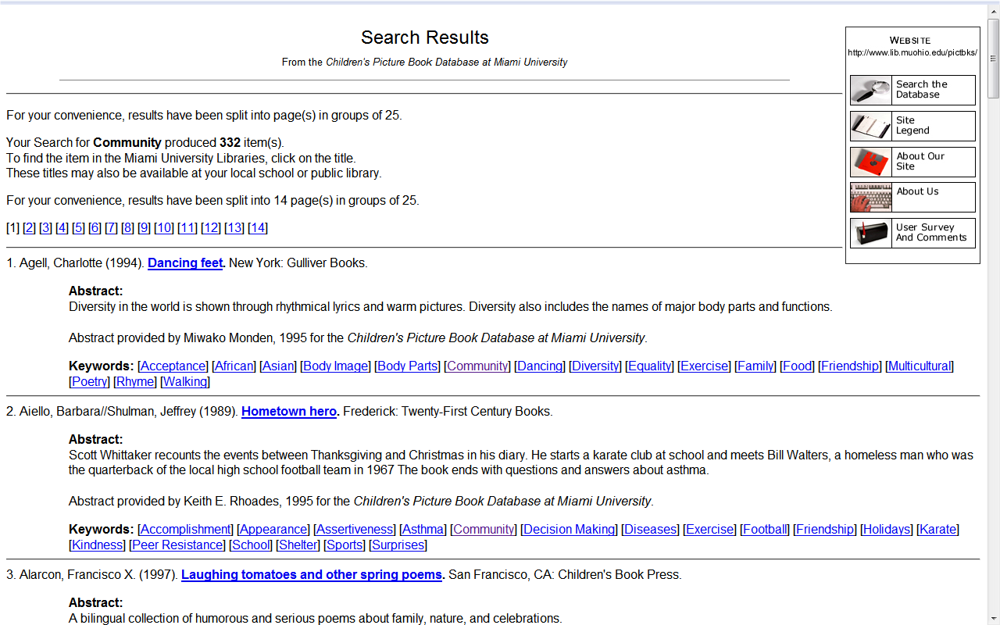 Search Results
From the Children's Picture Book Database at Miami University
WEBSITE
http://www.lib.muohio.edu/pictbks/
Search the
Database
Site
Legend
About Our
Site
About Us
User Survey
And Comments
For your convenience, results have been split into page(s) in groups of 25.
Your Search for Community produced 332 item(s).
To find the item in the Miami University Libraries, click on the title.
These titles may also be available at your local school or public library.
For your convenience, results have been split into 14 page(s) in groups of 25.
[1] [2] [3] [4] [5] [6] [7] [8] [9] [10] [11] [12] [13] [14]
1. Agell, Charlotte (1994). Dancing feet. New York: Gulliver Books.
Abstract:
Diversity in the world is shown through rhythmical lyrics and warm pictures. Diversity also includes the names of major body parts and functions.
Abstract provided by Miwako Monden, 1995 for the Children's Picture Book Database at Miami University.
Keywords: [Acceptance] [African] [Asian] [Body Image] [Body Parts] [Community] [Dancing] [Diversity] [Equality] [Exercise] [Family] [Food] [Friendship] [Multicultural]
[Poetry] [Rhyme] [Walking]
2. Aiello, Barbara//Shulman, Jeffrey (1989). Hometown hero. Frederick: Twenty-First Century Books.
Abstract:
Scott Whittaker recounts the events between Thanksgiving and Christmas in his diary. He starts a karate club at school and meets Bill Walters, a homeless man who was
the quarterback of the local high school football team in 1967 The book ends with questions and answers about asthma.
Abstract provided by Keith E. Rhoades, 1995 for the Children's Picture Book Database at Miami University.
Keywords: [Accomplishment] [Appearance] [Assertiveness] [Asthma] [Community] [Decision Making] [Diseases] [Exercise] [Football] [Friendship] [Holidays] [Karate]
[Kindness] [Peer Resistance] [School] [Shelter] [Sports] [Surprises]
3. Alarcon, Francisco X. (1997). Laughing tomatoes and other spring poems. San Francisco, CA: Children's Book Press.
Abstract:
A bilingual collection of humorous and serious poems about family, nature, and celebrations.